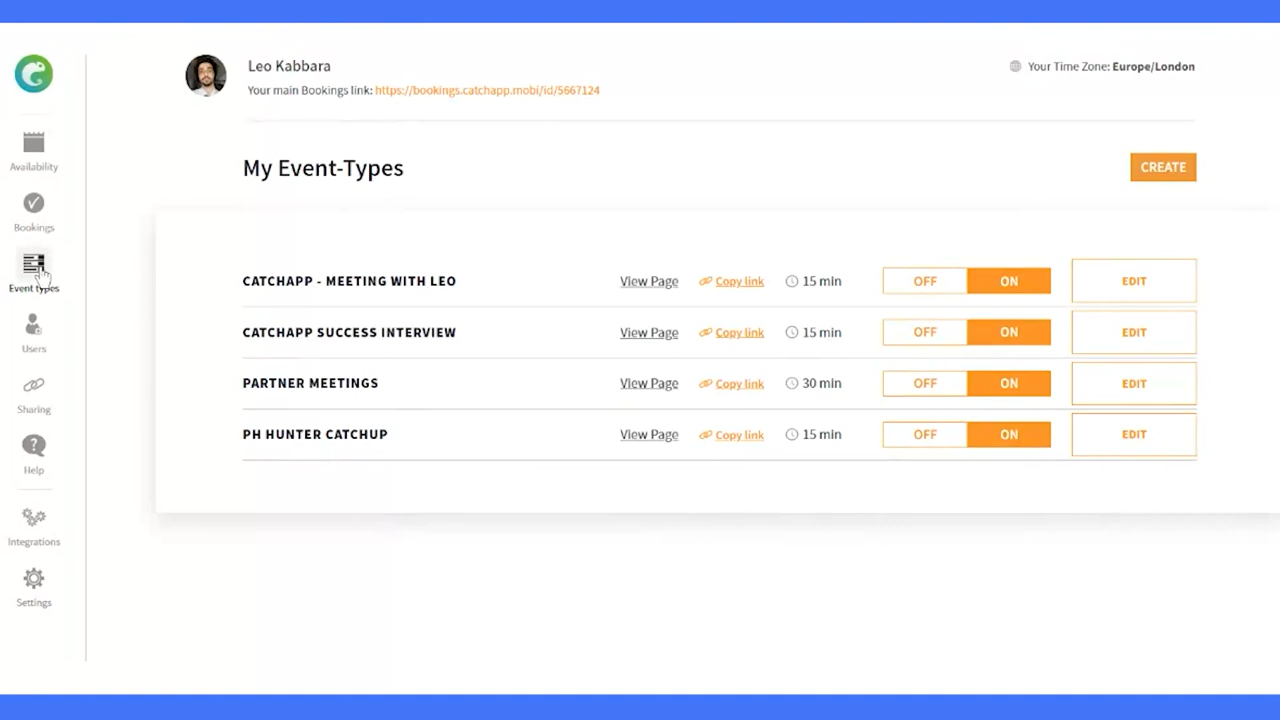 Leo Kabbara
Your Time Zone: Europe/London
Your main Bookings link: https://bookings.catchapp.mobi/id/5667124
Availability
My Event-Types
CREATE
Bookings
Event types
CATCHAPP - MEETING WITH LEO View Page Copy link 15 min OFF ON EDIT
CATCHAPP SUCCESS INTERVIEW View Page Copy link 15 min OFF ON EDIT
Users
PARTNER MEETINGS View Page Copy link 30 min OFF ON EDIT
Sharing
PH HUNTER CATCHUP View Page Copy link 15 min OFF ON EDIT
Help
Integrations
Settings